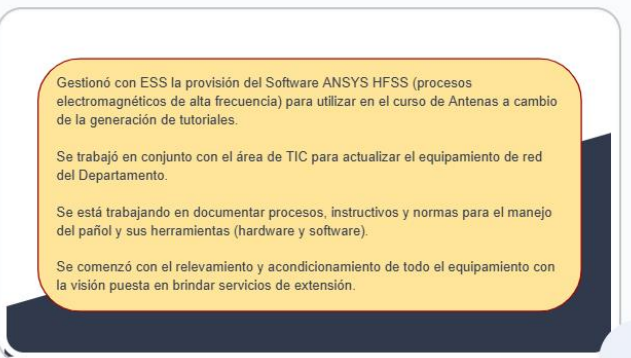 Gestionó con ESS la provisión del Software ANSYS HFSS (procesos
electromagnéticos de alta frecuencia) para utilizar en el curso de Antenas a cambio
de la generación de tutoriales.
Se trabajó en conjunto con el área de TIC para actualizar el equipamiento de red
del Departamento.
Se está trabajando en documentar procesos, instructivos y normas para el manejo
del pañol y sus herramientas (hardware y software).
Se comenzó con el relevamiento y acondicionamiento de todo el equipamiento con
la visión puesta en brindar servicios de extensión.